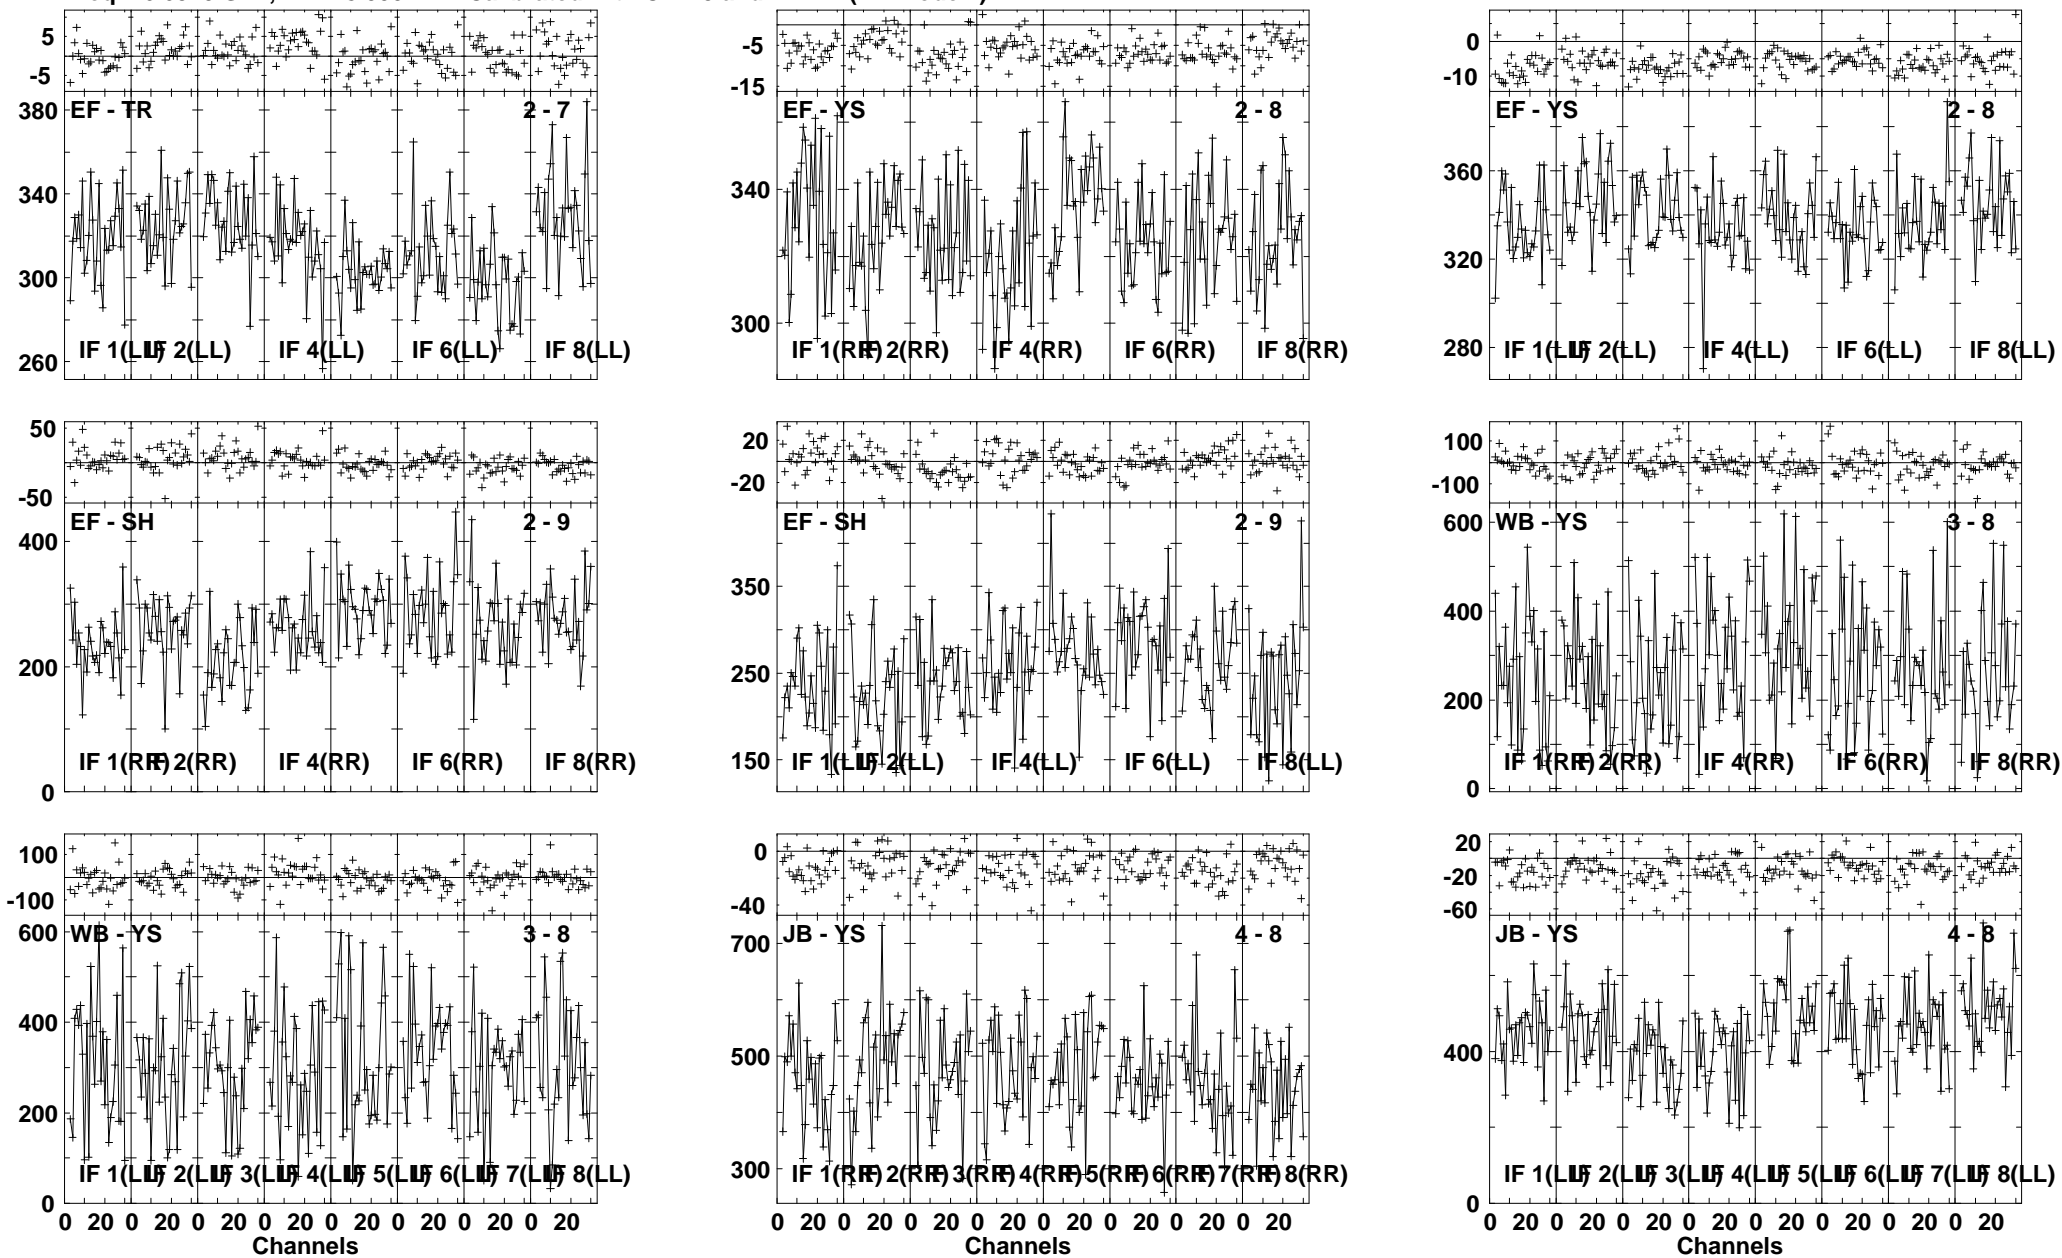 5
-5
380
340
300
260
EF - TR 2 - 7
IF 1(LL) IF 2(LL) IF 4(LL) IF 6(LL) IF 8(LL)
-5
-15
340
300
EF - YS 2 - 8
IF 1(RR) IF 2(RR) IF 4(RR) IF 6(RR) IF 8(RR)
0
-10
360
320
280
EF - YS 2 - 8
IF 1(LL) IF 2(LL) IF 4(LL) IF 6(LL) IF 8(LL)
50
-50
400
200
0
EF - SH 2 - 9
IF 1(RR) IF 2(RR) IF 4(RR) IF 6(RR) IF 8(RR)
20
-20
350
250
150
EF - SH 2 - 9
IF 1(LL) IF 2(LL) IF 4(LL) IF 6(LL) IF 8(LL)
100
-100
600
400
200
0
WB - YS 3 - 8
IF 1(RR) IF 2(RR) IF 4(RR) IF 6(RR) IF 8(RR)
100
-100
600
400
200
0
WB - YS 3 - 8
IF 1(LL) IF 2(LL) IF 3(LL) IF 4(LL) IF 5(LL) IF 6(LL) IF 7(LL) IF 8(LL)
0 20 0 20 0 20 0 20 0 20 0 20 0 20 0 20
Channels
0
-40
700
500
300
JB - YS 4 - 8
IF 1(RR) IF 2(RR) IF 3(RR) IF 4(RR) IF 5(RR) IF 6(RR) IF 7(RR) IF 8(RR)
0 20 0 20 0 20 0 20 0 20 0 20 0 20 0 20
Channels
20
-20
-60
400
0
JB - YS 4 - 8
IF 1(LL) IF 2(LL) IF 3(LL) IF 4(LL) IF 5(LL) IF 6(LL) IF 7(LL) IF 8(LL)
0 20 0 20 0 20 0 20 0 20 0 20 0 20 0 20
Channels